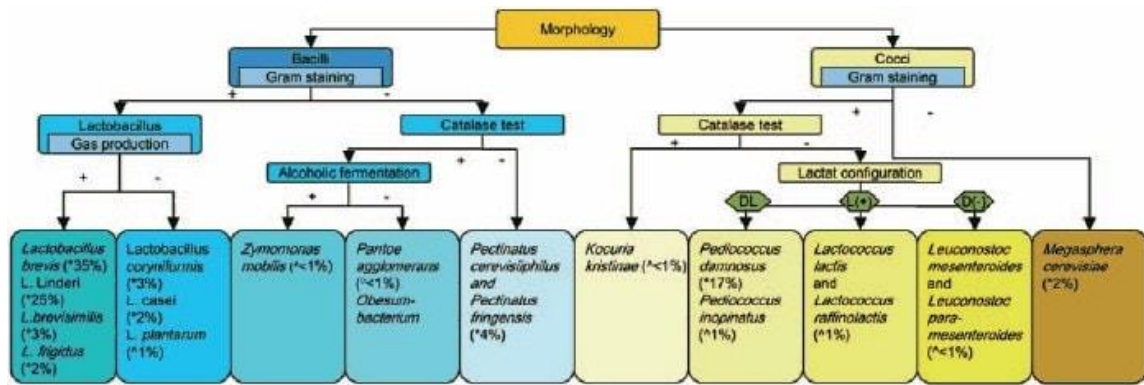 Morphology
Bacilli
Gram staining
Cocci
Gram staining
+
-
+
-
Lactobacillus
Gas production
Catalase test
Catalase test
+
-
+
-
+
-
Alcoholic fermentation
Lactat configuration
+
-
DL
L(+)
D(-)
Lactobacillus
brevis (*35%)
L. Linderi
(*25%)
L.brevisimilis
(*3%)
L. frigidus
(*2%)
Lactobacillus
coryniformis
(*3%)
L. casei
(*2%)
L. plantarum
(^1%)
Zymomonas
mobilis (^<1%)
Pantoe
agglomerans
(°<1%)
Obesum-
bacterium
Pectinatus
cerevisiiphilus
and
Pectinatus
fringensis
(*4%)
Kocuria
kristinae (^<1%)
Pediococcus
damnosus
(*17%)
Pediococcus
inopinatus
(^1%)
Lactococcus
lactis
and
Lactococcus
raffinolactis
(^1%)
Leuconostoc
mesenteroides
and
Leuconostoc
para-
mesenteroides
(^<1%)
Megasphera
cerevisiae
(*2%)